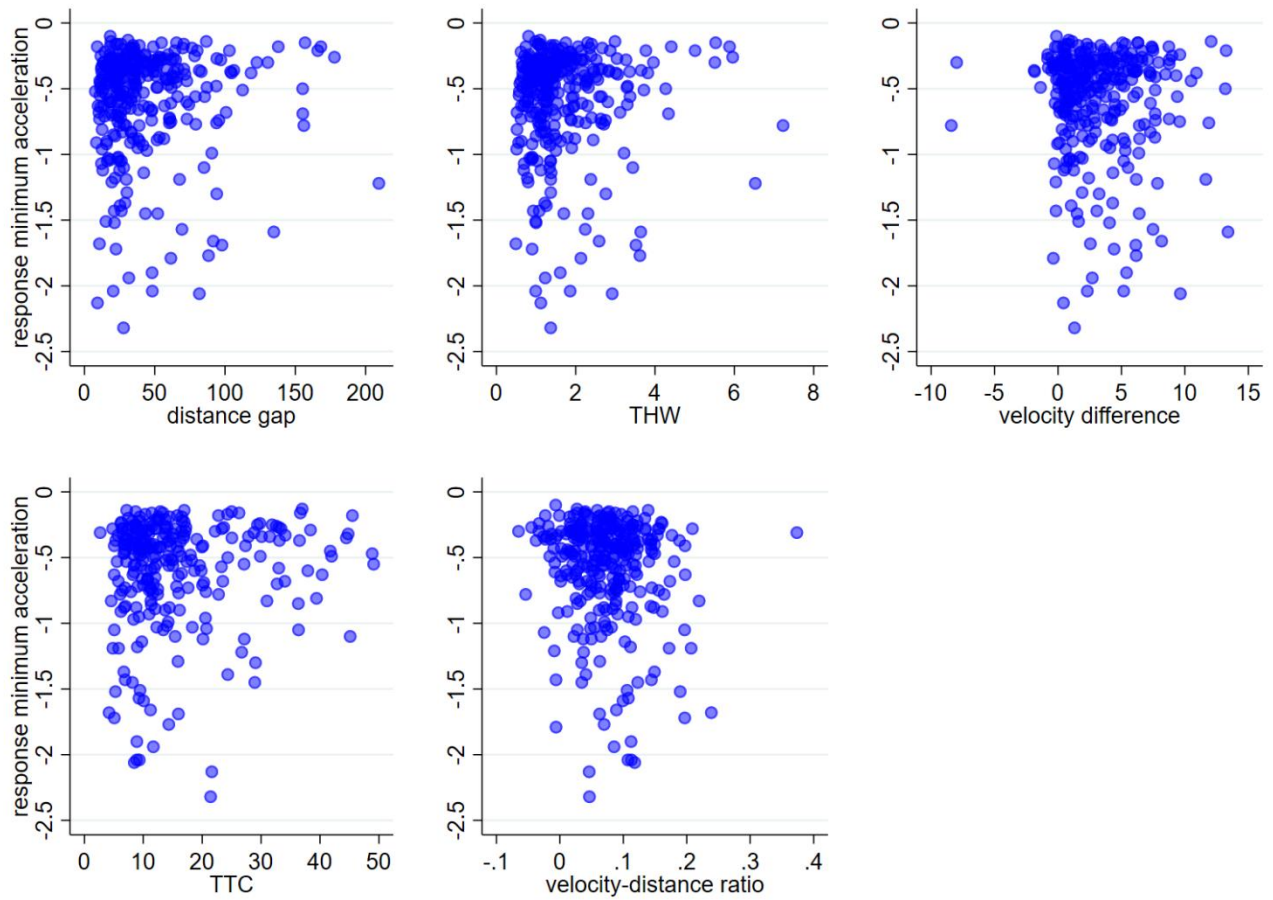 response minimum acceleration
0
-.5
-1
-1.5
-2
-2.5
0 50 100 150 200
distance gap
0
-.5
-1
-1.5
-2
-2.5
0 2 4 6 8
THW
0
-.5
-1
-1.5
-2
-2.5
-10 -5 0 5 10 15
velocity difference
response minimum acceleration
0
-.5
-1
-1.5
-2
-2.5
0 10 20 30 40 50
TTC
0
-.5
-1
-1.5
-2
-2.5
-.1 0 .1 .2 .3 .4
velocity-distance ratio